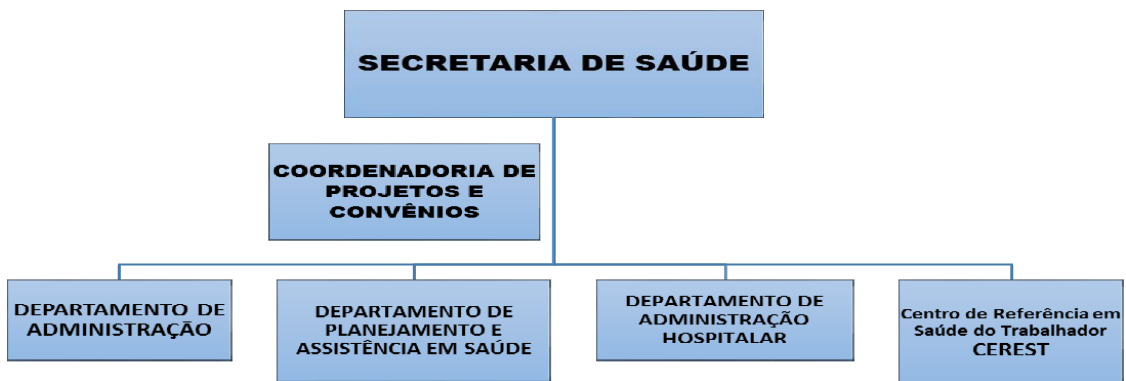 SECRETARIA DE SAÚDE
COORDENADORIA DE
PROJETOS E
CONVÊNIOS
DEPARTAMENTO DE
ADMINISTRAÇÃO
DEPARTAMENTO DE
PLANEJAMENTO E
ASSISTÊNCIA EM SAÚDE
DEPARTAMENTO DE
ADMINISTRAÇÃO
HOSPITALAR
Centro de Referência em
Saúde do Trabalhador
CEREST